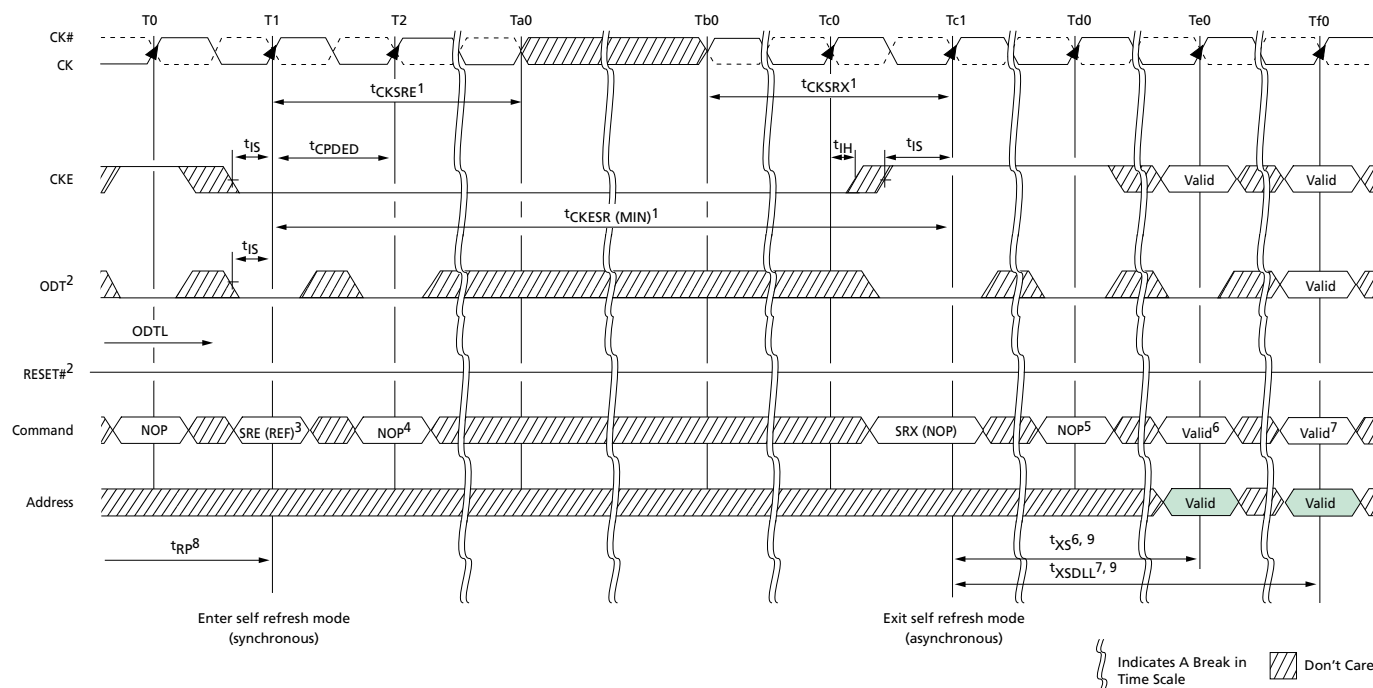 T0 T1 T2 Ta0 Tb0 Tc0 Tc1 Td0 Te0 Tf0
CK#
CK
tCKSRE1 tCKSRX1
tIS tCPDED tIH tIS
CKE Valid Valid
tCKESR (MIN)1
tIS
ODT2 Valid
ODTL
RESET#2
Command NOP SRE (REF)3 NOP4 SRX (NOP) NOP5 Valid6 Valid7
Address Valid Valid
tRP8 tXS6, 9
tXSDLL7, 9
Enter self refresh mode
(synchronous)
Exit self refresh mode
(asynchronous)
Indicates A Break in
Time Scale
Don't Care